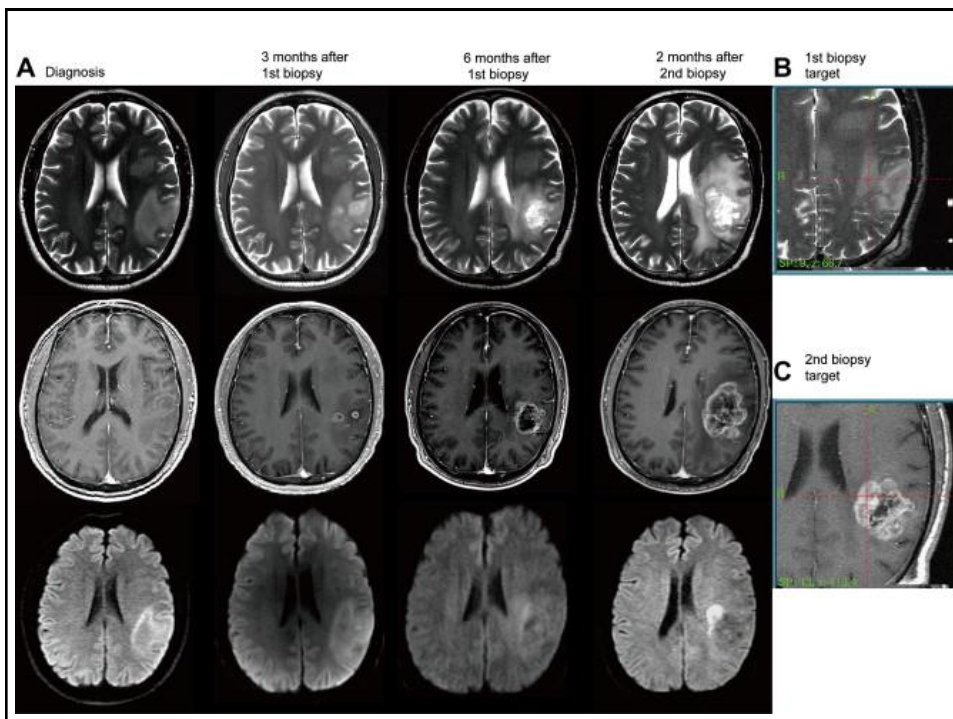 A Diagnosis
3 months after
1st biopsy
6 months after
1st biopsy
2 months after
2nd biopsy
B 1st biopsy
target
R
C 2nd biopsy
target